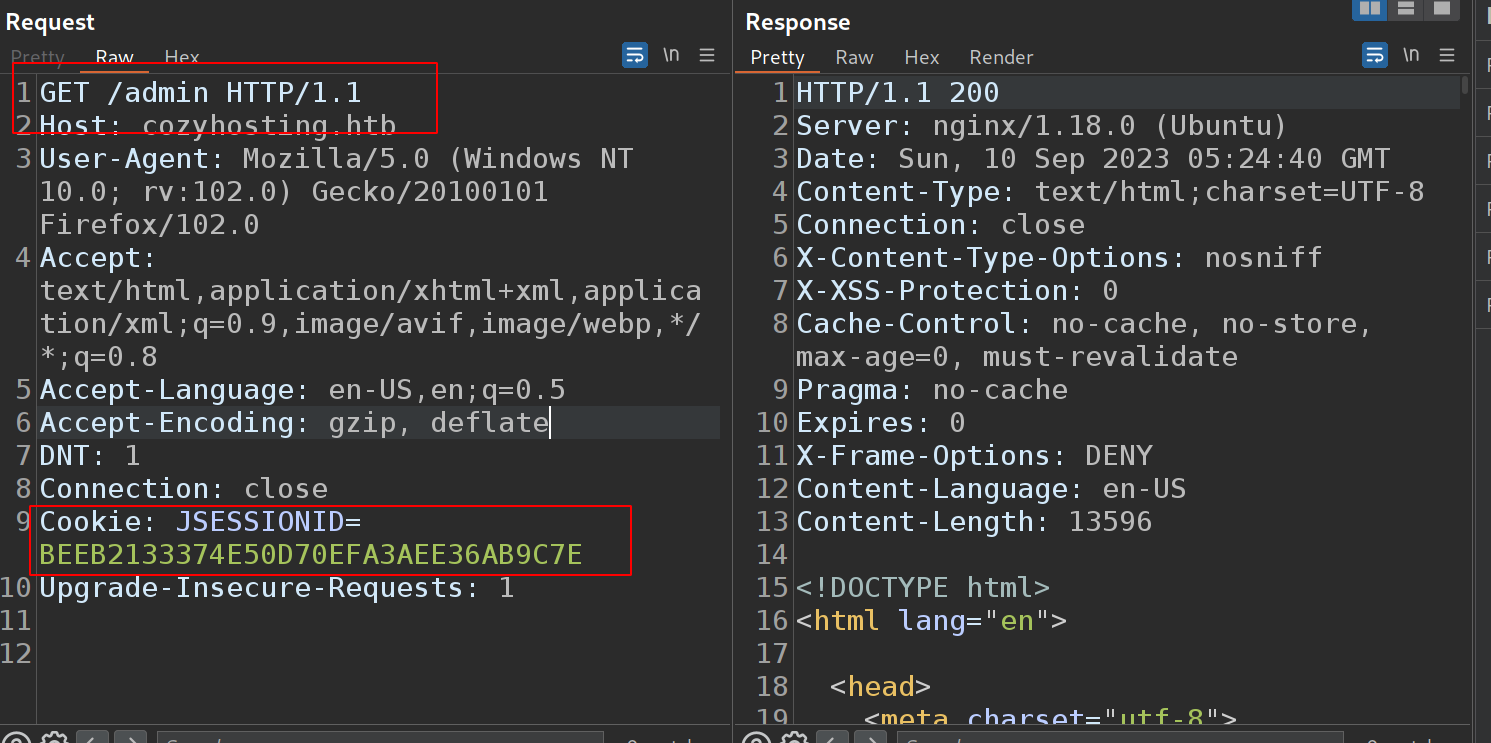 Request
Pretty Raw Hex
\n
1 GET /admin HTTP/1.1
2 Host: cozyhosting.htb
3 User-Agent: Mozilla/5.0 (Windows NT
10.0; rv:102.0) Gecko/20100101
Firefox/102.0
4 Accept:
text/html,application/xhtml+xml,applica
tion/xml;q=0.9,image/avif,image/webp,*/
*;q=0.8
5 Accept-Language: en-US,en;q=0.5
6 Accept-Encoding: gzip, deflate
7 DNT: 1
8 Connection: close
9 Cookie: JSESSIONID=
BEEB2133374E50D70EFA3AEE36AB9C7E
10 Upgrade-Insecure-Requests: 1
11
12
Response
Pretty Raw Hex Render
\n
1 HTTP/1.1 200
2 Server: nginx/1.18.0 (Ubuntu)
3 Date: Sun, 10 Sep 2023 05:24:40 GMT
4 Content-Type: text/html;charset=UTF-8
5 Connection: close
6 X-Content-Type-Options: nosniff
7 X-XSS-Protection: 0
8 Cache-Control: no-cache, no-store,
max-age=0, must-revalidate
9 Pragma: no-cache
10 Expires: 0
11 X-Frame-Options: DENY
12 Content-Language: en-US
13 Content-Length: 13596
14
15 <!DOCTYPE html>
16 <html lang="en">
17
18 <head>
19 <meta charset="utf-8">